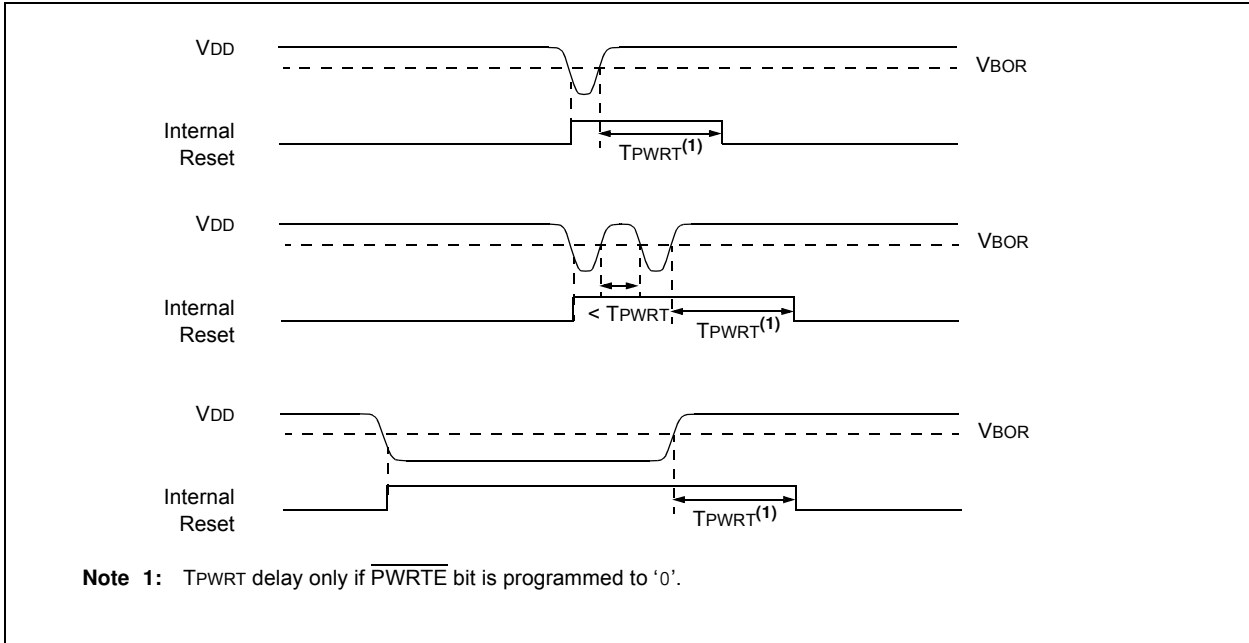 VDD
VBOR
Internal
Reset
TPWRT(1)
VDD
VBOR
Internal
Reset
< TPWRT
TPWRT(1)
VDD
VBOR
Internal
Reset
TPWRT(1)
Note 1: TPWRT delay only if PWRTE bit is programmed to ‘0’.